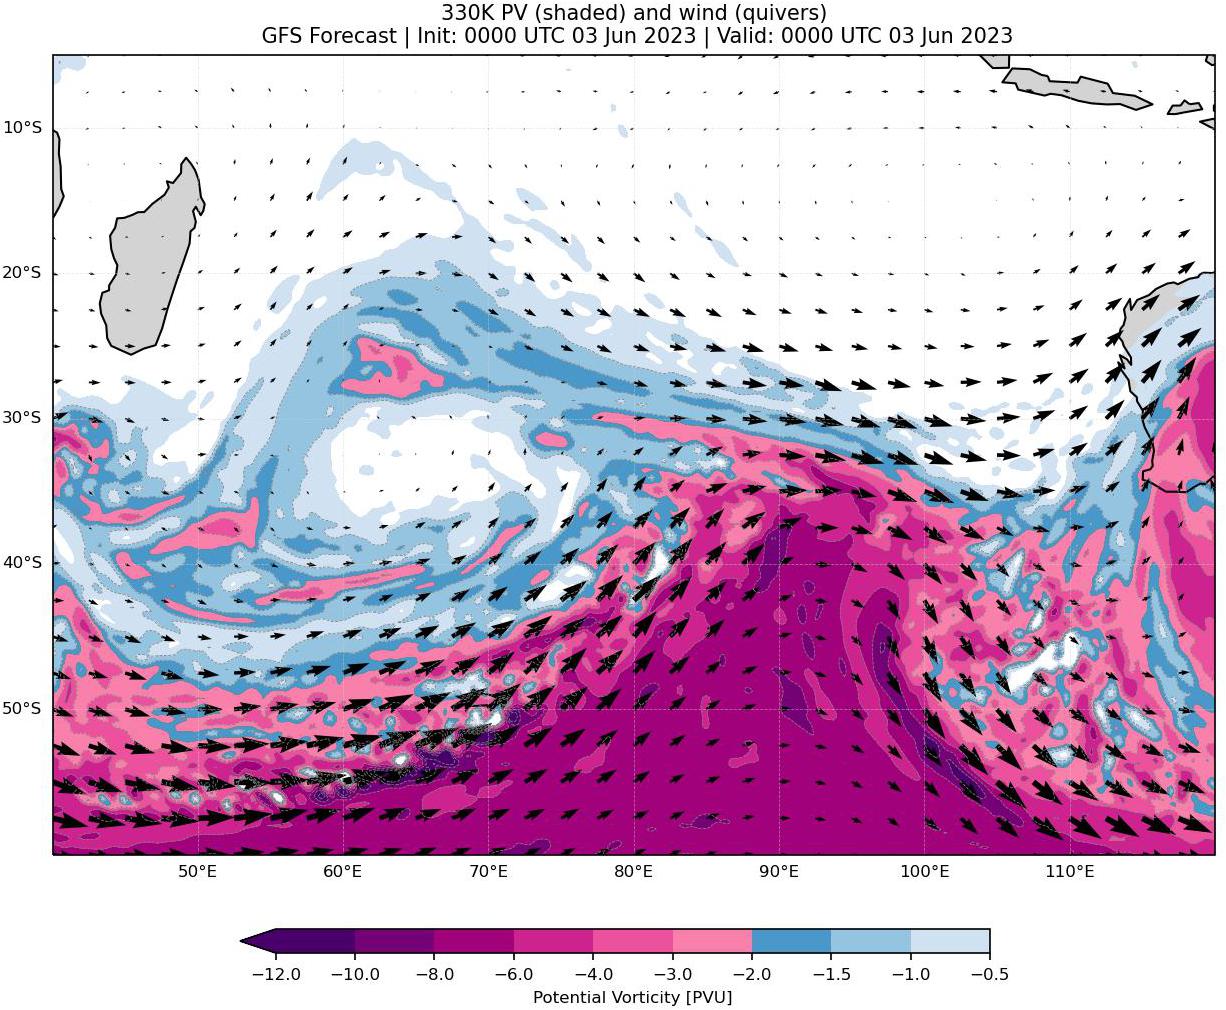 330K PV (shaded) and wind (quivers)
GFS Forecast | Init: 0000 UTC 03 Jun 2023 | Valid: 0000 UTC 03 Jun 2023
10°S
20°S
30°S
40°S
50°S
50°E 60°E 70°E 80°E 90°E 100°E 110°E
−12.0 −10.0 −8.0 −6.0 −4.0 −3.0 −2.0 −1.5 −1.0 −0.5
Potential Vorticity [PVU]